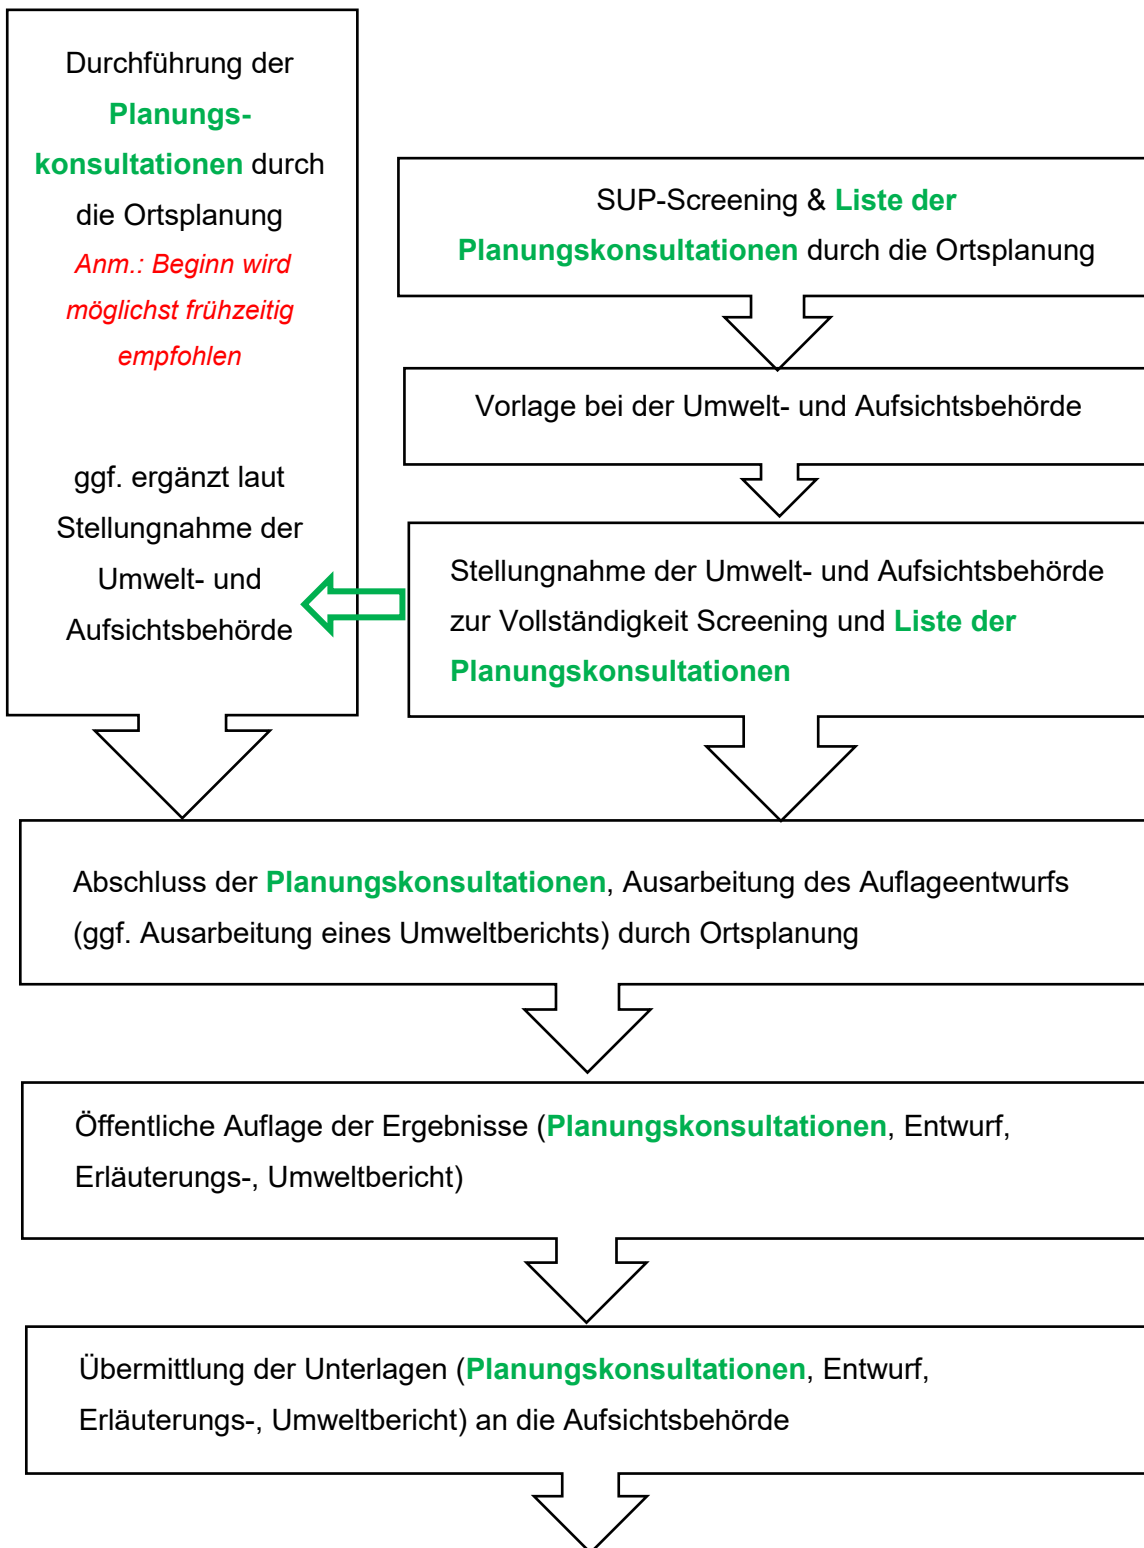 Durchführung der
Planungs-
konsultationen durch
die Ortsplanung
Anm.: Beginn wird
möglichst frühzeitig
empfohlen
ggf. ergänzt laut
Stellungnahme der
Umwelt- und
Aufsichtsbehörde
SUP-Screening & Liste der
Planungskonsultationen durch die Ortsplanung
Vorlage bei der Umwelt- und Aufsichtsbehörde
Stellungnahme der Umwelt- und Aufsichtsbehörde
zur Vollständigkeit Screening und Liste der
Planungskonsultationen
Abschluss der Planungskonsultationen, Ausarbeitung des Auflageentwurfs
(ggf. Ausarbeitung eines Umweltberichts) durch Ortsplanung
Öffentliche Auflage der Ergebnisse (Planungskonsultationen, Entwurf,
Erläuterungs-, Umweltbericht)
Übermittlung der Unterlagen (Planungskonsultationen, Entwurf,
Erläuterungs-, Umweltbericht) an die Aufsichtsbehörde